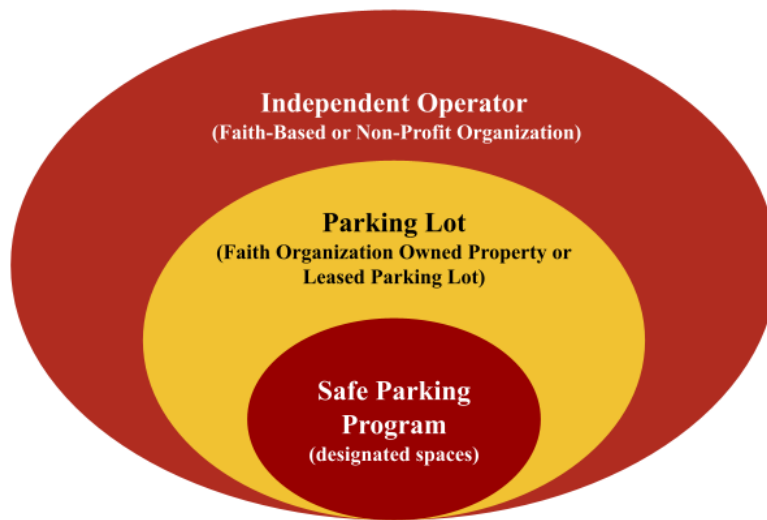 Independent Operator
(Faith-Based or Non-Profit Organization)
Parking Lot
(Faith Organization Owned Property or
Leased Parking Lot)
Safe Parking
Program
(designated spaces)